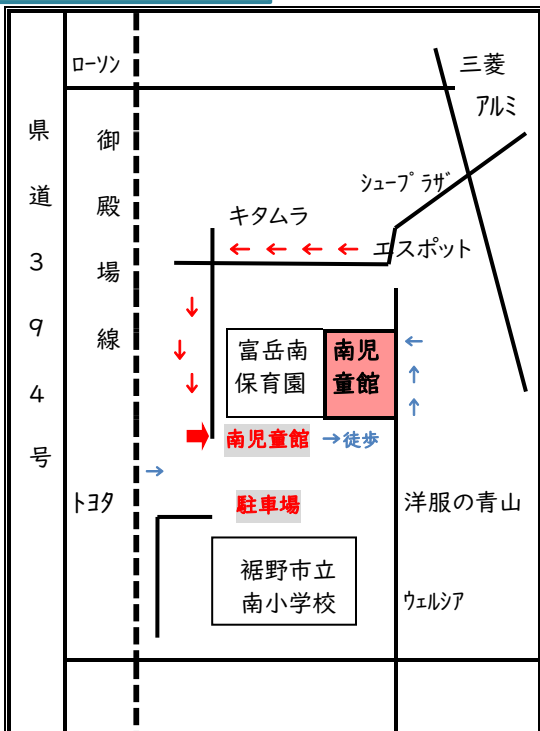 ローソン
三菱
アルミ
県道394号
御殿場線
シュープラザ
キタムラ
← ← ← ←
エスポット
↓
↓
↓
富岳南
保育園
南児
童館
←
↑
↑
➡
南児童館
→徒歩
→
トヨタ
駐車場
洋服の青山
裾野市立
南小学校
ウェルシア